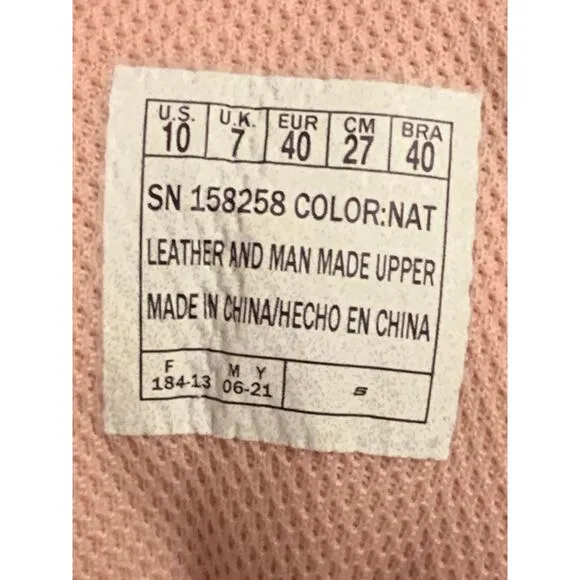 U.S. U.K. EUR CM BRA
10 7 40 27 40
SN 158258 COLOR:NAT
LEATHER AND MAN MADE UPPER
MADE IN CHINA/HECHO EN CHINA
F M Y
184-13 06-21 S